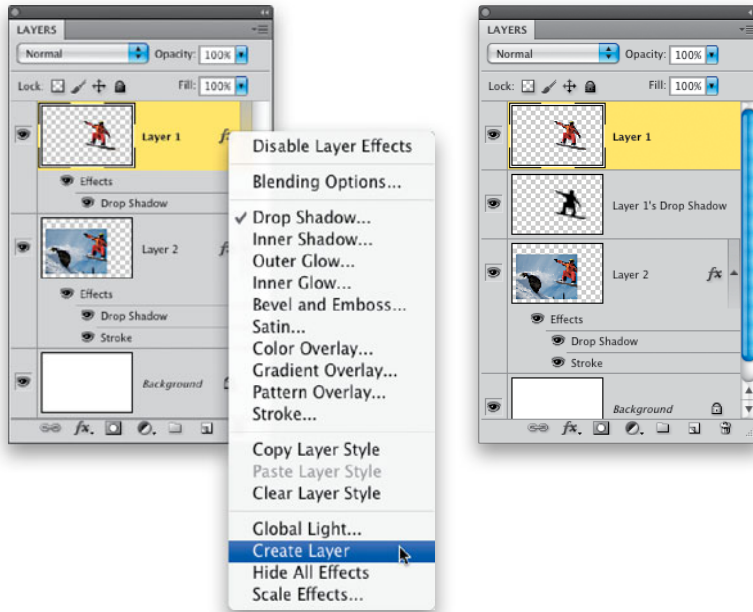 LAYERS
Normal Opacity: 100%
Lock: Fill: 100%
Layer 1
Effects
Drop Shadow
Layer 2
Effects
Drop Shadow
Stroke
Background
fx.
Disable Layer Effects
Blending Options...
✓ Drop Shadow...
Inner Shadow...
Outer Glow...
Inner Glow...
Bevel and Emboss...
Satin...
Color Overlay...
Gradient Overlay...
Pattern Overlay...
Stroke...
Copy Layer Style
Paste Layer Style
Clear Layer Style
Global Light...
Create Layer
Hide All Effects
Scale Effects...
LAYERS
Normal Opacity: 100%
Lock: Fill: 100%
Layer 1
Layer 1's Drop Shadow
Layer 2 fx
Effects
Drop Shadow
Stroke
Background
fx.